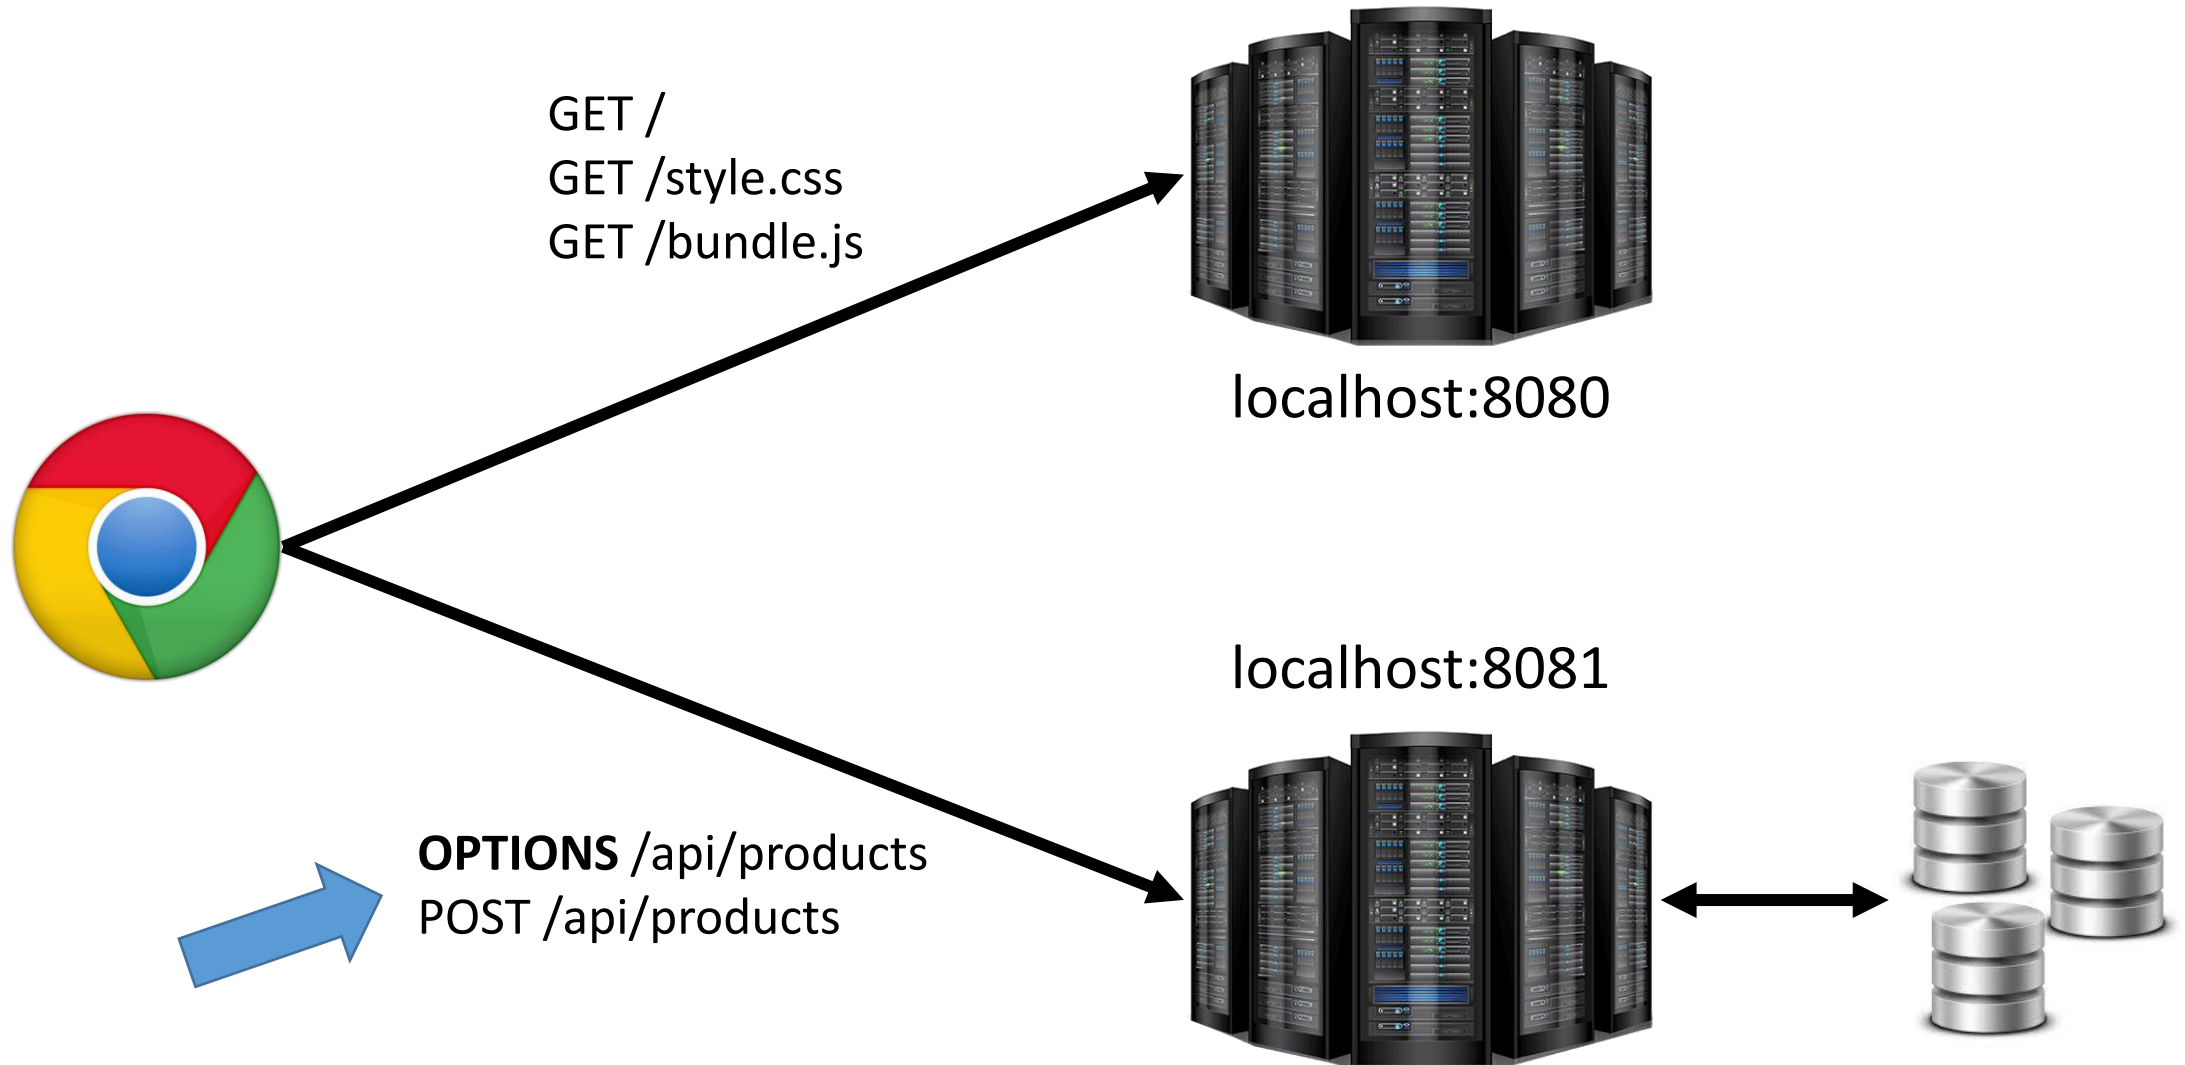 GET /
GET /style.css
GET /bundle.js
localhost:8080
localhost:8081
OPTIONS /api/products
POST /api/products